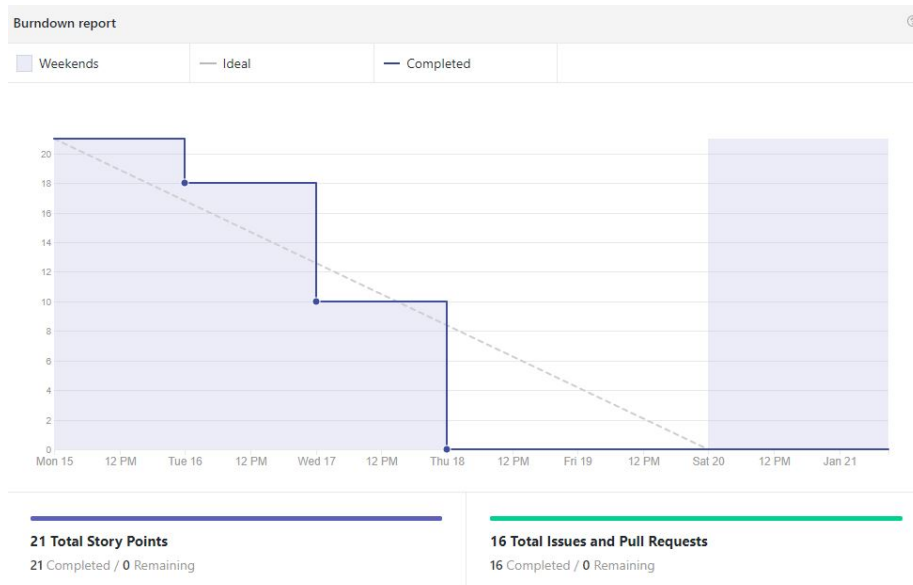 Burndown report
Weekends
Ideal
Completed
20
18
16
14
12
10
8
6
4
2
0
Mon 15 12 PM Tue 16 12 PM Wed 17 12 PM Thu 18 12 PM Fri 19 12 PM Sat 20 12 PM Jan 21
21 Total Story Points
21 Completed / 0 Remaining
16 Total Issues and Pull Requests
16 Completed / 0 Remaining